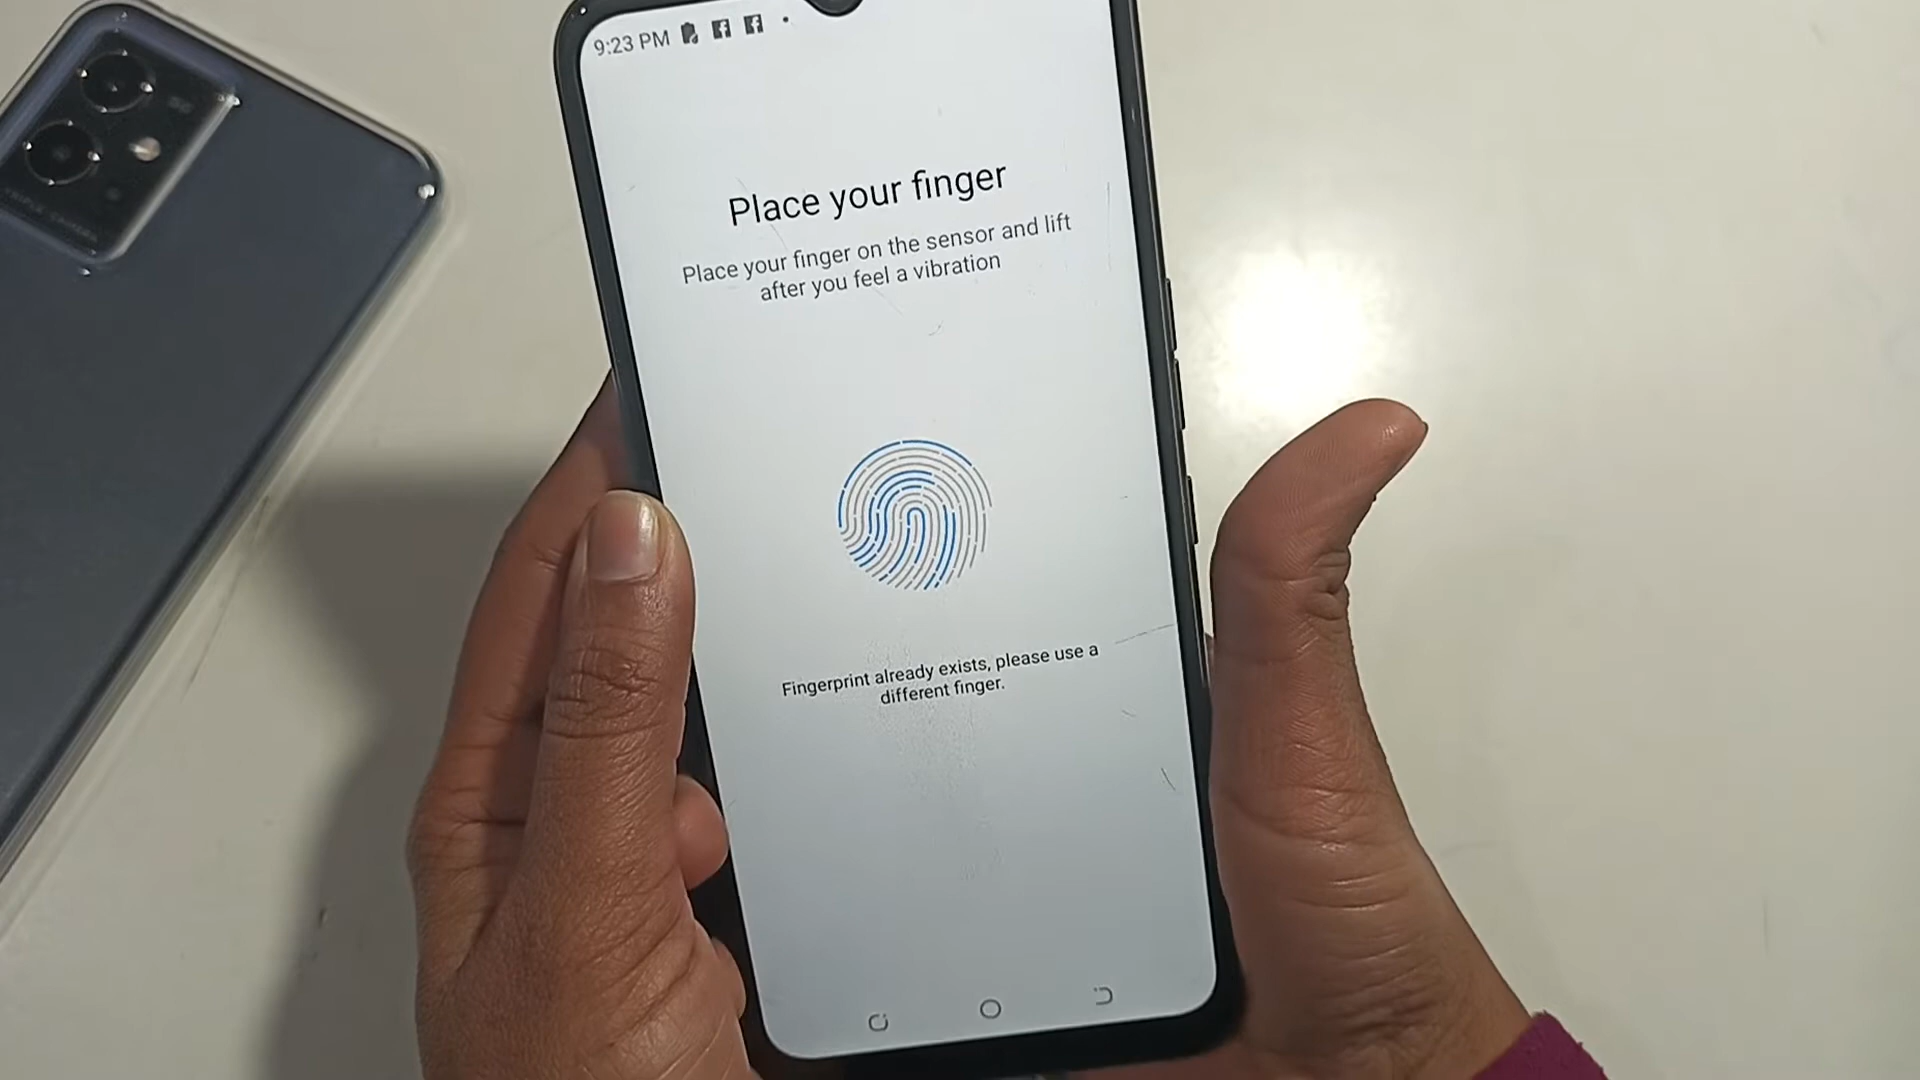 9:23 PM
Place your finger
Place your finger on the sensor and lift
after you feel a vibration
Fingerprint already exists, please use a
different finger.